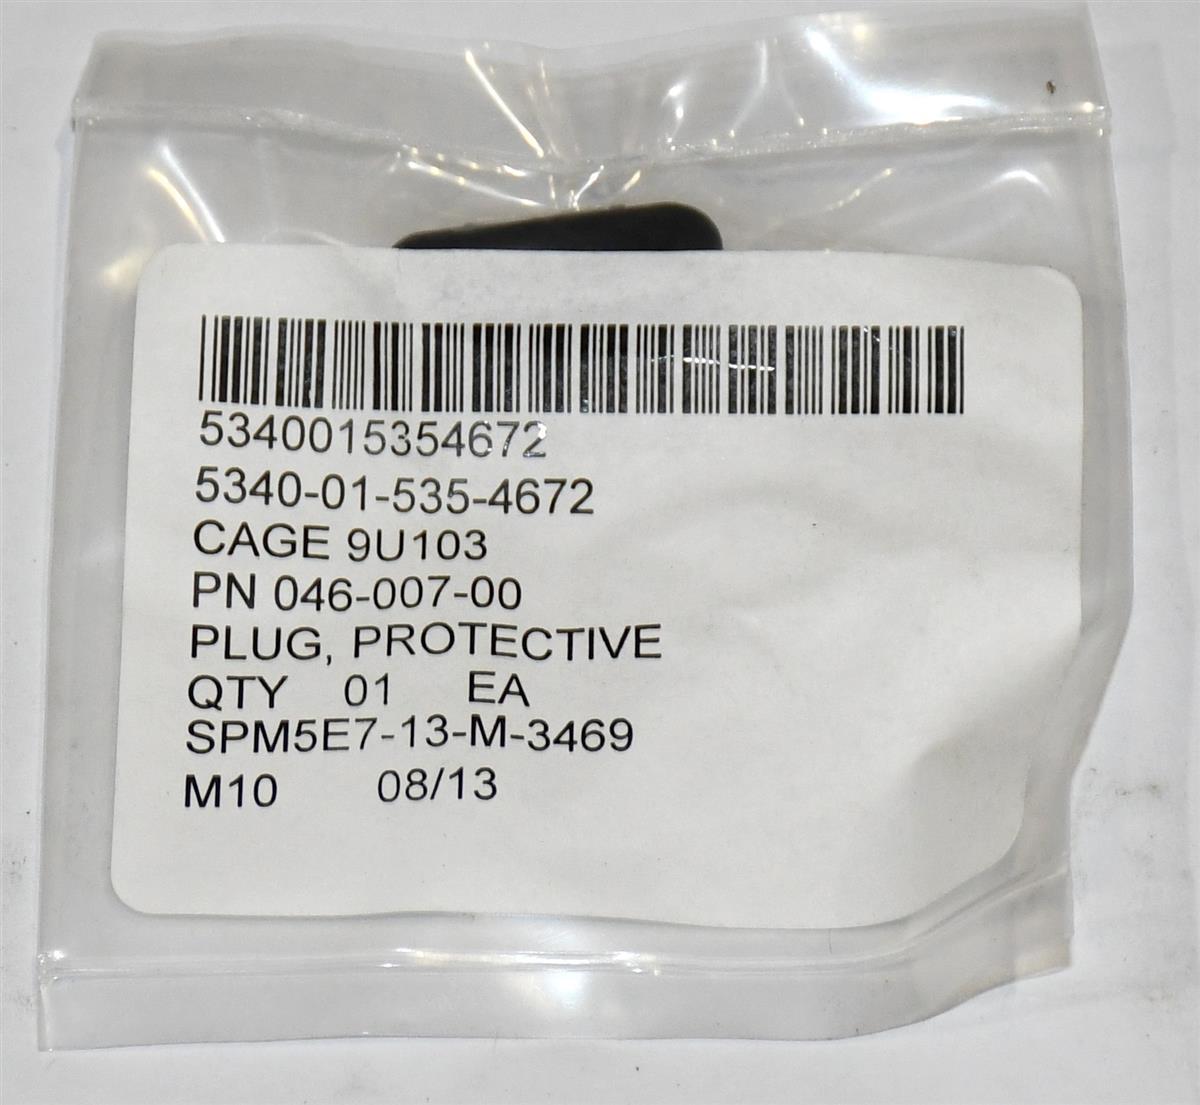 5340015354672
5340-01-535-4672
CAGE 9U103
PN 046-007-00
PLUG, PROTECTIVE
QTY 01 EA
SPM5E7-13-M-3469
M10 08/13